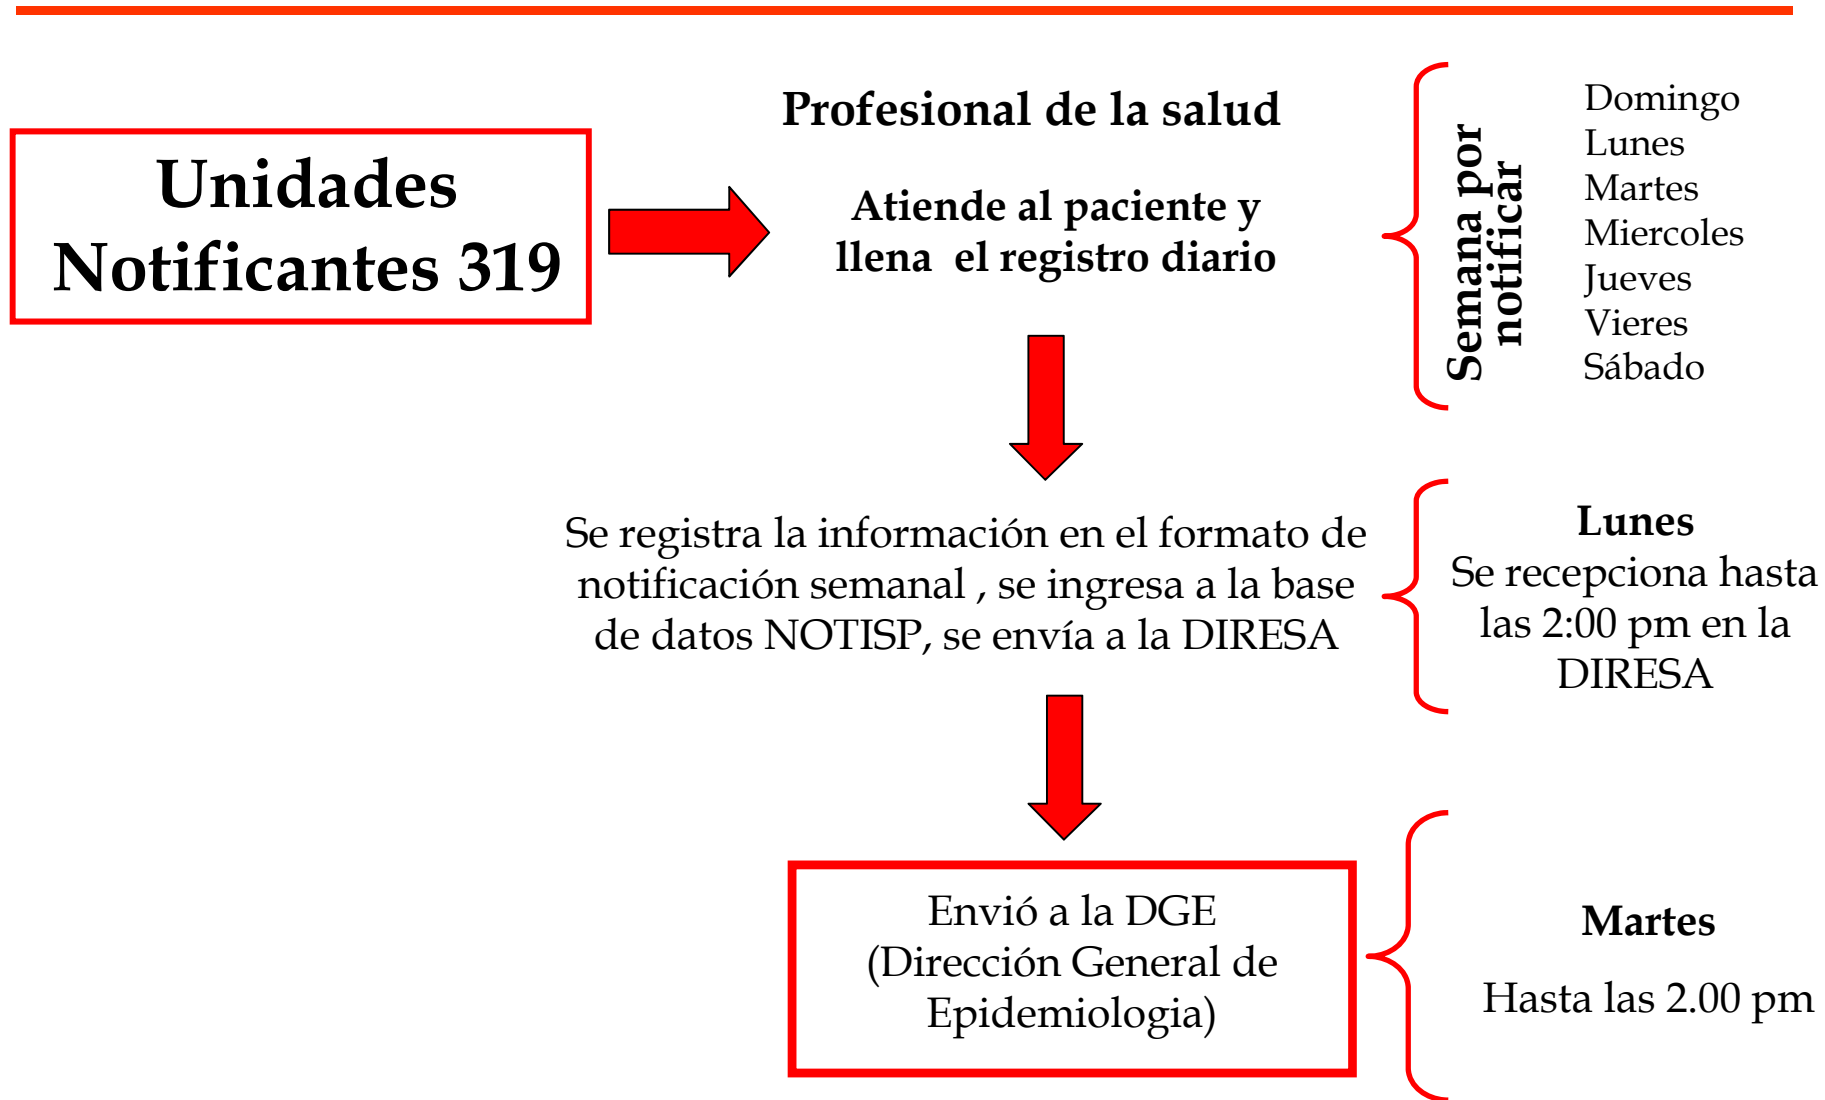 Unidades
Notificantes 319
Profesional de la salud
Atiende al paciente y
llena  el registro diario
Semana por
notificar
Domingo
Lunes
Martes
Miercoles
Jueves
Vieres
Sábado
Se registra la información en el formato de
notificación semanal , se ingresa a la base
de datos NOTISP, se envía a la DIRESA
Lunes
Se recepciona hasta
las 2:00 pm en la
DIRESA
Envió a la DGE
(Dirección General de
Epidemiologia)
Martes
Hasta las 2.00 pm